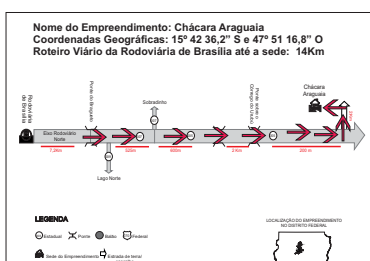 Nome do Empreendimento: Chácara Araguaia
Coordenadas Geográficas: 15º 42 36,2" S e 47º 51 16,8" O
Roteiro Viário da Rodoviária de Brasília até a sede: 14Km
Rodoviária
de Brasília
Eixo Rodoviário
Norte
Ponte do Bragueto
Sobradinho
Lago Norte
Ponte sobre o
Córrego do Urubu
Chácara
Araguaia
7.2Km
600m
200 m
LEGENDA
Estadual
Ponte
Balão
Federal
Sede do Empreendimento
Entrada de terra/
LOCALIZAÇÃO DO EMPREENDIMENTO
NO DISTRITO FEDERAL